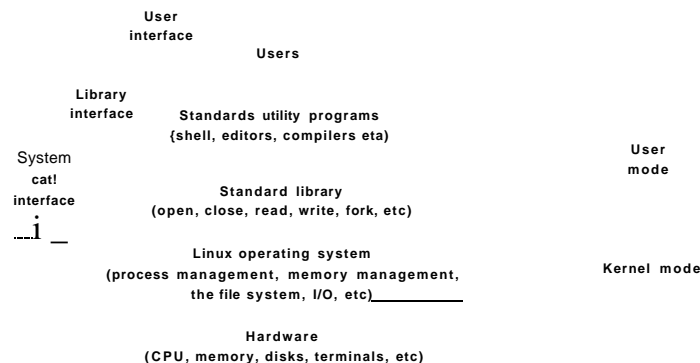 User
interface
Users
Library
interface
Standards utility programs
{shell, editors, compilers eta)
System
cat!
interface
i _
User
mode
Standard library
(open, close, read, write, fork, etc)
Linux operating system
(process management, memory management,
the file system, I/O, etc)
Kernel mode
Hardware
(CPU, memory, disks, terminals, etc)